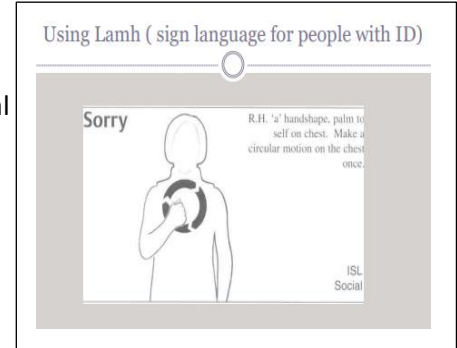 Using Lamh ( sign language for people with ID)
al
Sorry
R.H. ‘a’ handshape, palm to
self on chest. Make a
circular motion on the chest
once.
ISL
Social